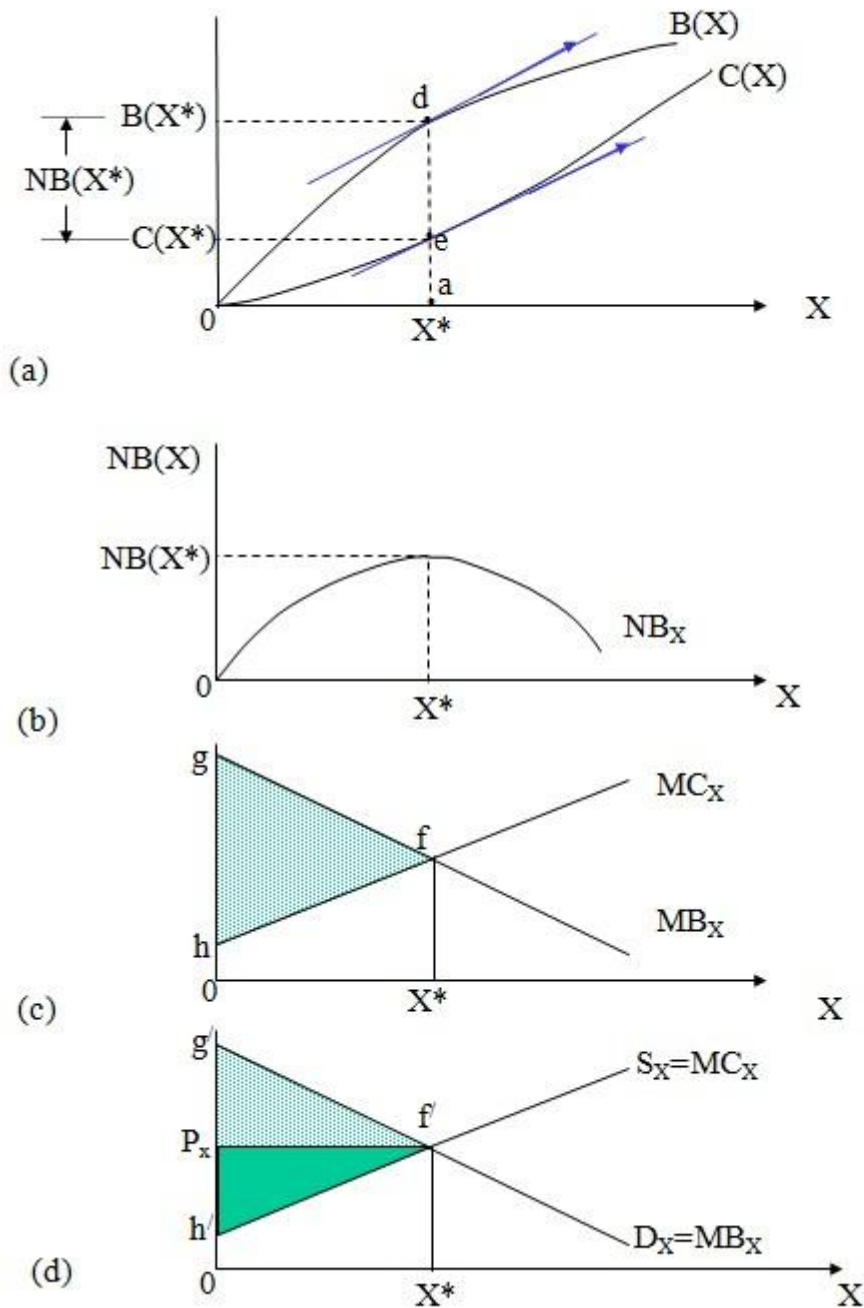 B(X)
C(X)
d
B(X*)
NB(X*)
C(X*)
e
a
0
X*
X
(a)
NB(X)
NB(X*)
NB_X
0
X*
X
(b)
g
MC_X
f
MB_X
h
0
X*
X
(c)
g/
S_X=MC_X
f/
P_x
h/
D_X=MB_X
0
X*
X
(d)